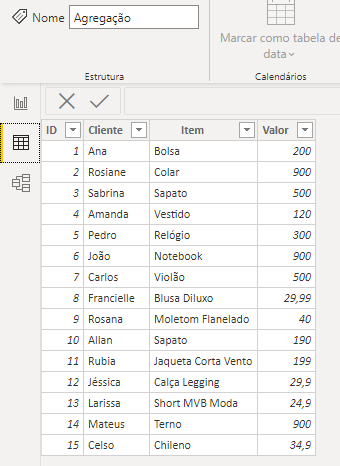 Nome Agregação
Marcar como tabela de
data
Estrutura
Calendários
ID Cliente Item Valor
1 Ana Bolsa 200
2 Rosiane Colar 900
3 Sabrina Sapato 500
4 Amanda Vestido 120
5 Pedro Relógio 300
6 João Notebook 900
7 Carlos Violão 500
8 Francielle Blusa Diluxo 29,99
9 Rosana Moletom Flanelado 40
10 Allan Sapato 190
11 Rubia Jaqueta Corta Vento 199
12 Jéssica Calça Legging 29,9
13 Larissa Short MVB Moda 24,9
14 Mateus Terno 900
15 Celso Chileno 34,9